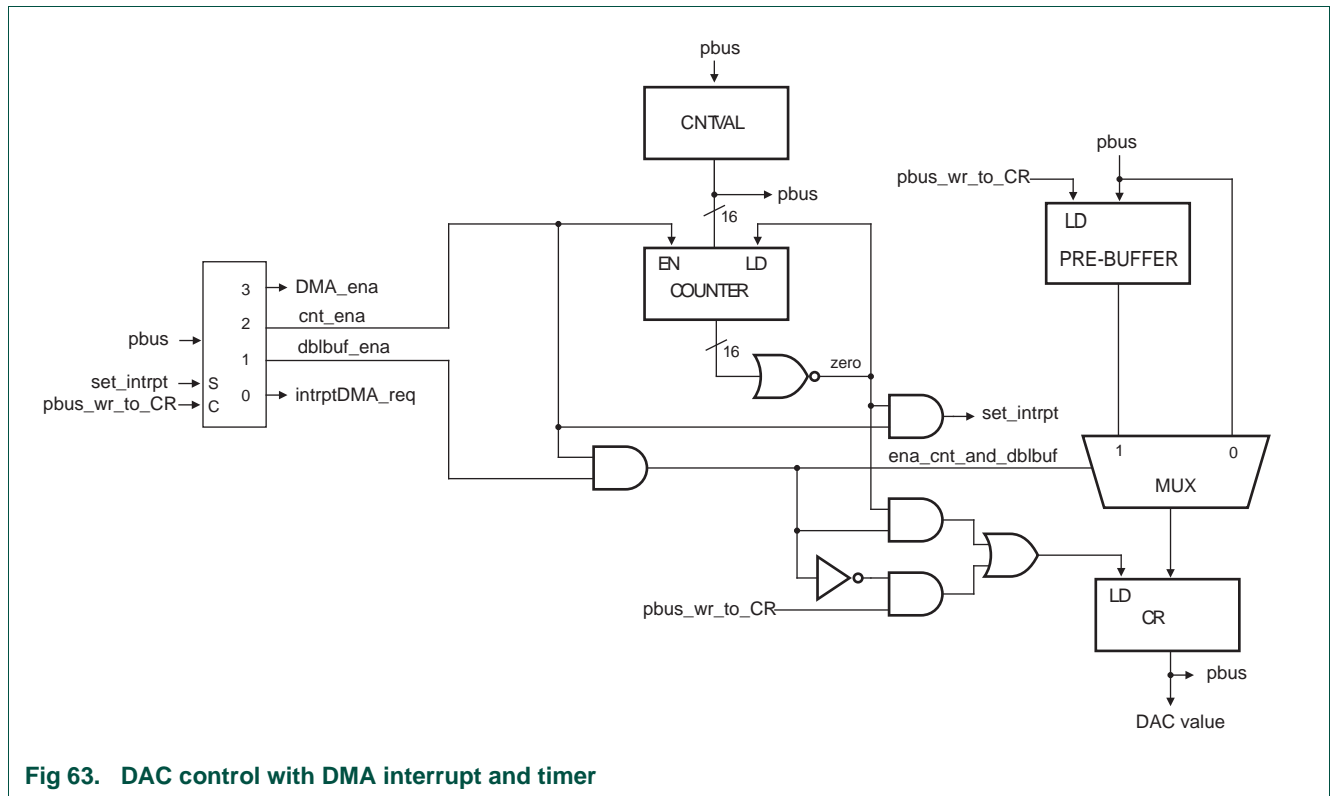 pbus
CNTVAL
pbus
16
EN LD
COUNTER
16
zero
pbus
pbus_wr_to_CR
LD
PRE-BUFFER
3 DMA_ena
2 cnt_ena
1 dblbuf_ena
0 intrptDMA_req
pbus
set_intrpt
S
pbus_wr_to_CR
C
set_intrpt
ena_cnt_and_dblbuf
1 0
MUX
pbus_wr_to_CR
LD
CR
pbus
DAC value
Fig 63. DAC control with DMA interrupt and timer